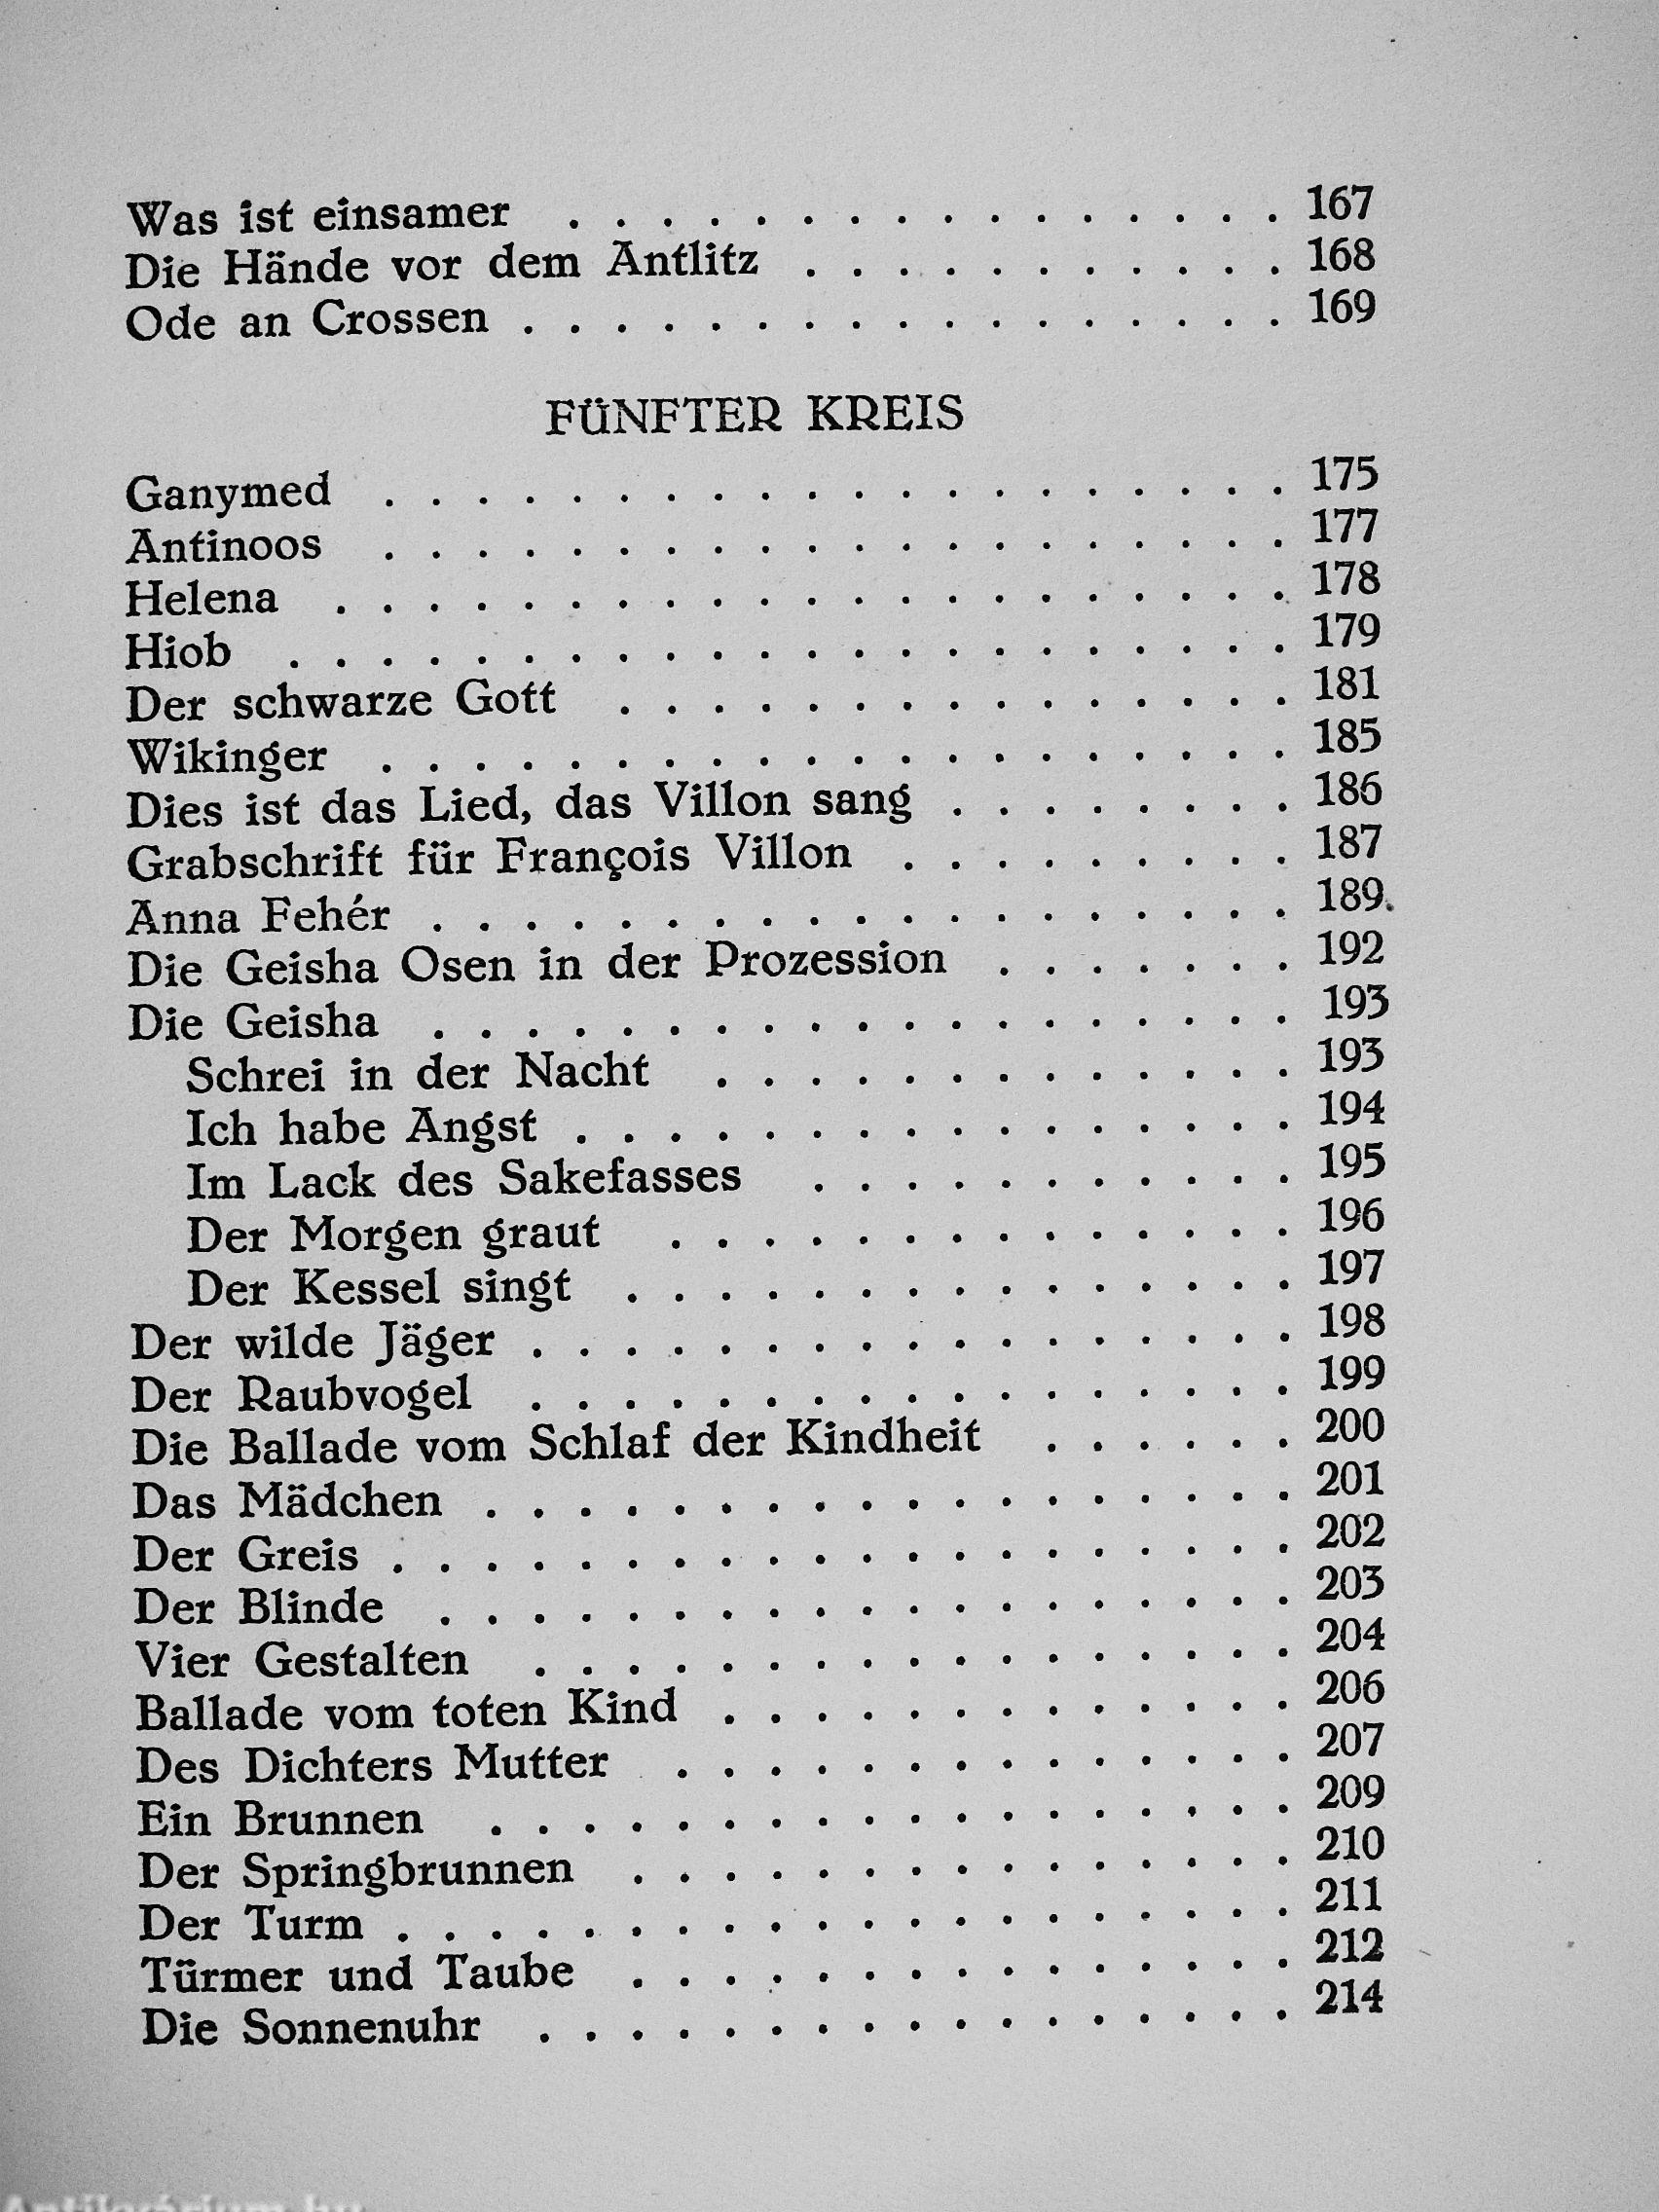 Was ist einsamer . . . . . . . . . . . . . . . . 167
Die Hände vor dem Antlitz . . . . . . . . . . . 168
Ode an Crossen . . . . . . . . . . . . . . . . . 169
FÜNFTER KREIS
Ganymed . . . . . . . . . . . . . . . . . . . . 175
Antinoos . . . . . . . . . . . . . . . . . . . . 177
Helena . . . . . . . . . . . . . . . . . . . . . 178
Hiob . . . . . . . . . . . . . . . . . . . . . . 179
Der schwarze Gott . . . . . . . . . . . . . . . 181
Wikinger . . . . . . . . . . . . . . . . . . . . 185
Dies ist das Lied, das Villon sang . . . . . . . . 186
Grabschrift für François Villon . . . . . . . . . 187
Anna Fehér . . . . . . . . . . . . . . . . . . . 189
Die Geisha Osen in der Prozession . . . . . . . 192
Die Geisha . . . . . . . . . . . . . . . . . . . 193
Schrei in der Nacht . . . . . . . . . . . . . 193
Ich habe Angst . . . . . . . . . . . . . . . . 194
Im Lack des Sakefasses . . . . . . . . . . . 195
Der Morgen graut . . . . . . . . . . . . . . 196
Der Kessel singt . . . . . . . . . . . . . . . 197
Der wilde Jäger . . . . . . . . . . . . . . . . . 198
Der Raubvogel . . . . . . . . . . . . . . . . . 199
Die Ballade vom Schlaf der Kindheit . . . . . . 200
Das Mädchen . . . . . . . . . . . . . . . . . . 201
Der Greis . . . . . . . . . . . . . . . . . . . . 202
Der Blinde . . . . . . . . . . . . . . . . . . . 203
Vier Gestalten . . . . . . . . . . . . . . . . . 204
Ballade vom toten Kind . . . . . . . . . . . . . 206
Des Dichters Mutter . . . . . . . . . . . . . . 207
Ein Brunnen . . . . . . . . . . . . . . . . . . 209
Der Springbrunnen . . . . . . . . . . . . . . . 210
Der Turm . . . . . . . . . . . . . . . . . . . . 211
Türmer und Taube . . . . . . . . . . . . . . . 212
Die Sonnenuhr . . . . . . . . . . . . . . . . . 214